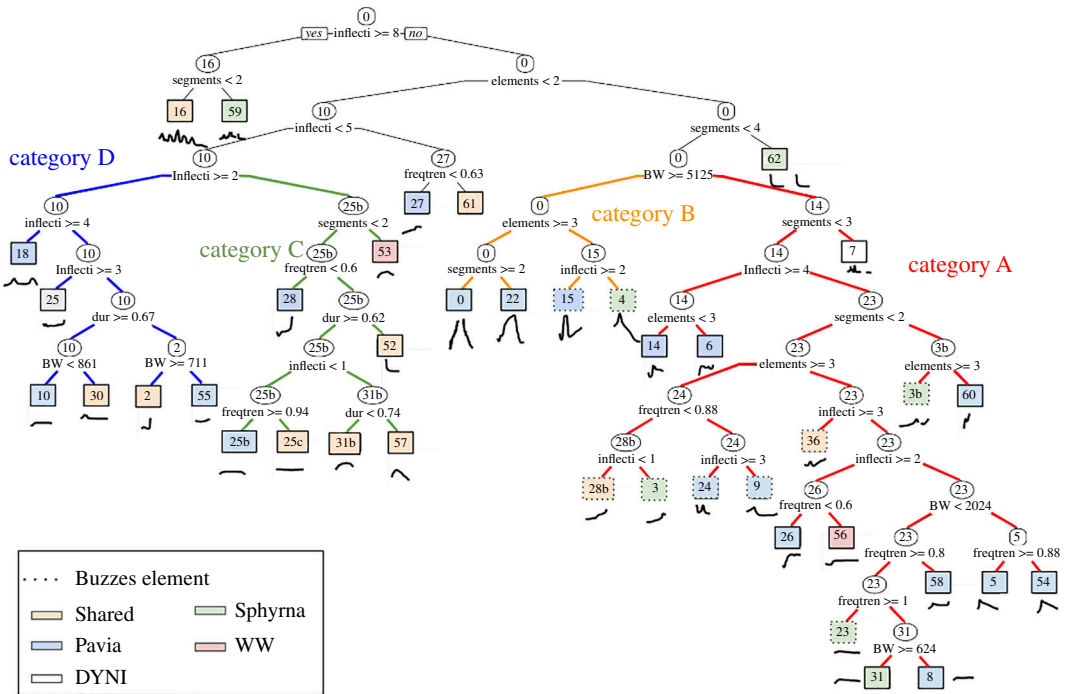 0
yes inflecti >= 8 no
16 0
segments < 2 elements < 2
16 59 10 0
inflecti < 5 segments < 4
category D 10 27 0 62
Inflecti >= 2 freqtren < 0.63 BW >= 5125
10 25b 27 61 0 category B 14
inflecti >= 4 segments < 2 elements >= 3 segments < 3
18 10 category C 25b 53 0 15 14 7
Inflecti >= 3 freqtren < 0.6 segments >= 2 inflecti >= 2 Inflecti >= 4 category A
25 10 28 25b 0 22 15 4 14 23
dur >= 0.67 dur >= 0.62 elements < 3 segments < 2
10 2 25b 52 14 6 23 3b
BW < 861 BW >= 711 inflecti < 1 elements >= 3 elements >= 3
10 30 2 55 25b 31b 24 23 3b 60
freqtren >= 0.94 dur < 0.74 freqtren < 0.88 inflecti >= 3
25b 25c 31b 57 28b 24 36 23
inflecti < 1 inflecti >= 3 inflecti >= 2
28b 3 24 9 26 23
freqtren < 0.6 BW < 2024
26 56 23 5
freqtren >= 0.8 freqtren >= 0.88
23 58 5 54
freqtren >= 1
23 31
BW >= 624
31 8
Buzzes element
Shared Sphyrna
Pavia WW
DYNI